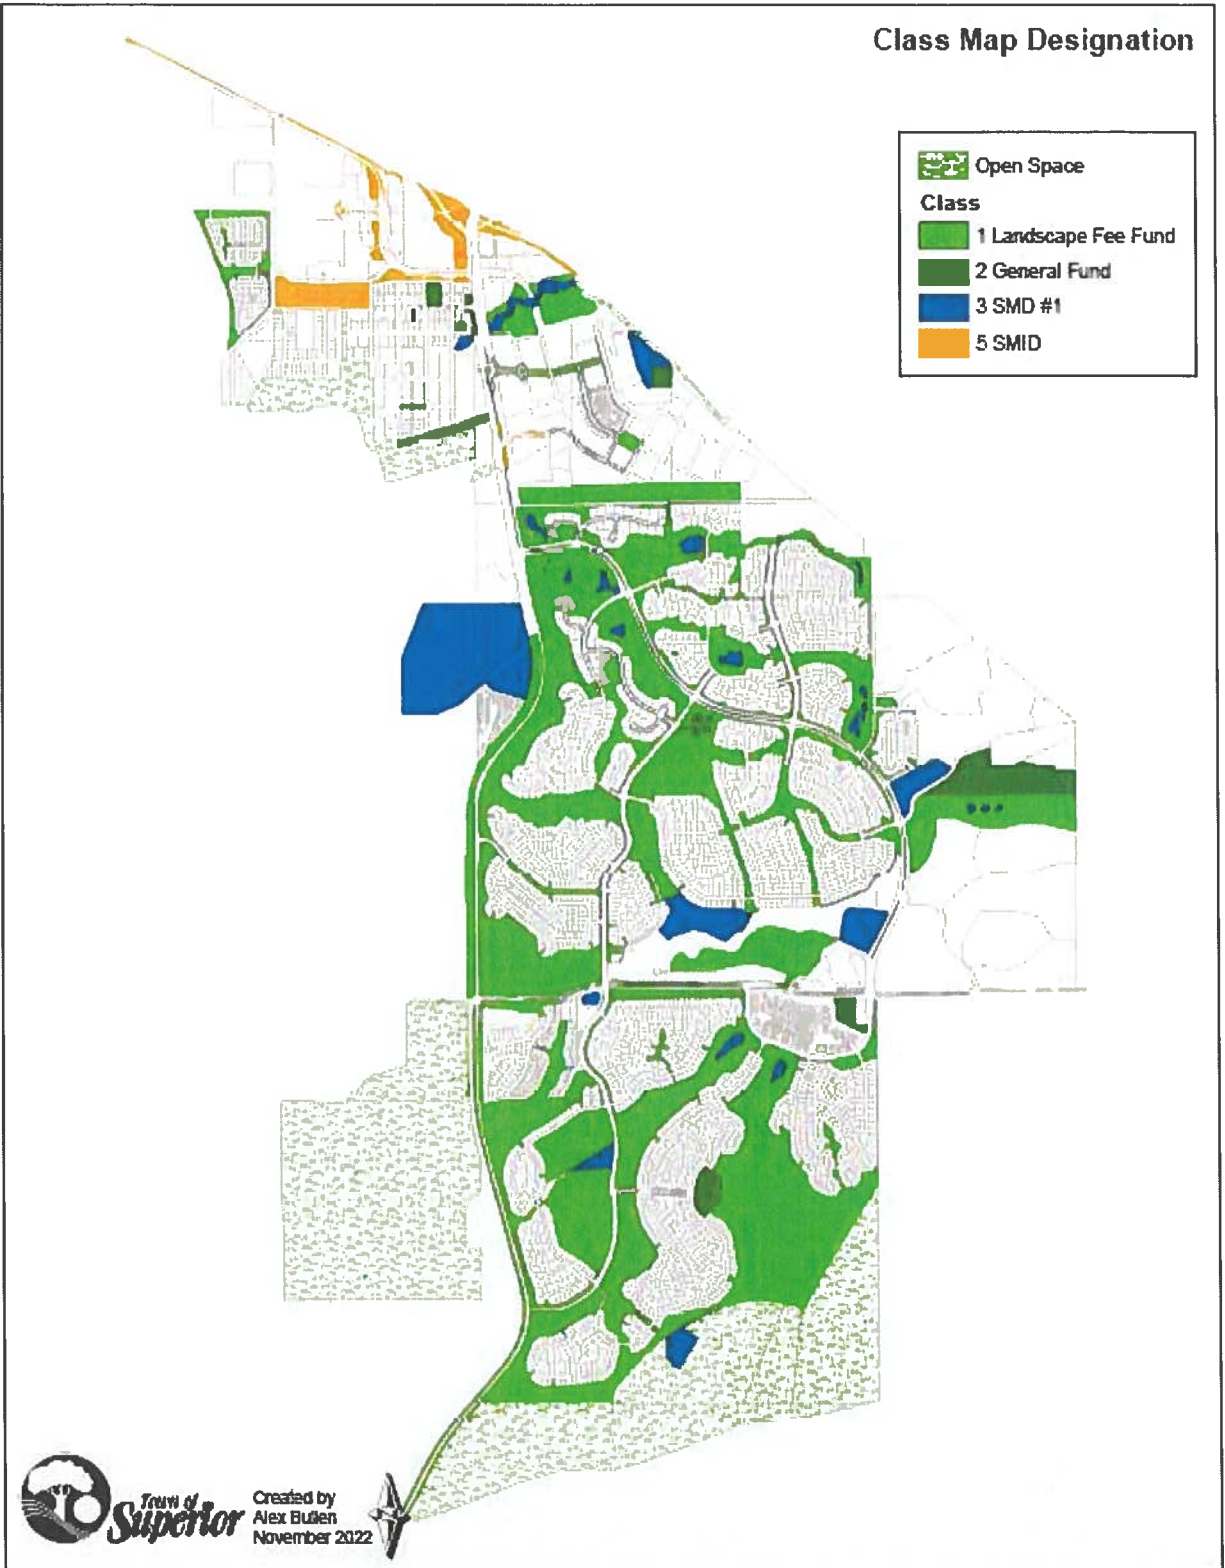 Class Map Designation
Open Space
Class
1 Landscape Fee Fund
2 General Fund
3 SMD #1
5 SMID
Town of
Superior
Created by
Alex Bullen
November 2022